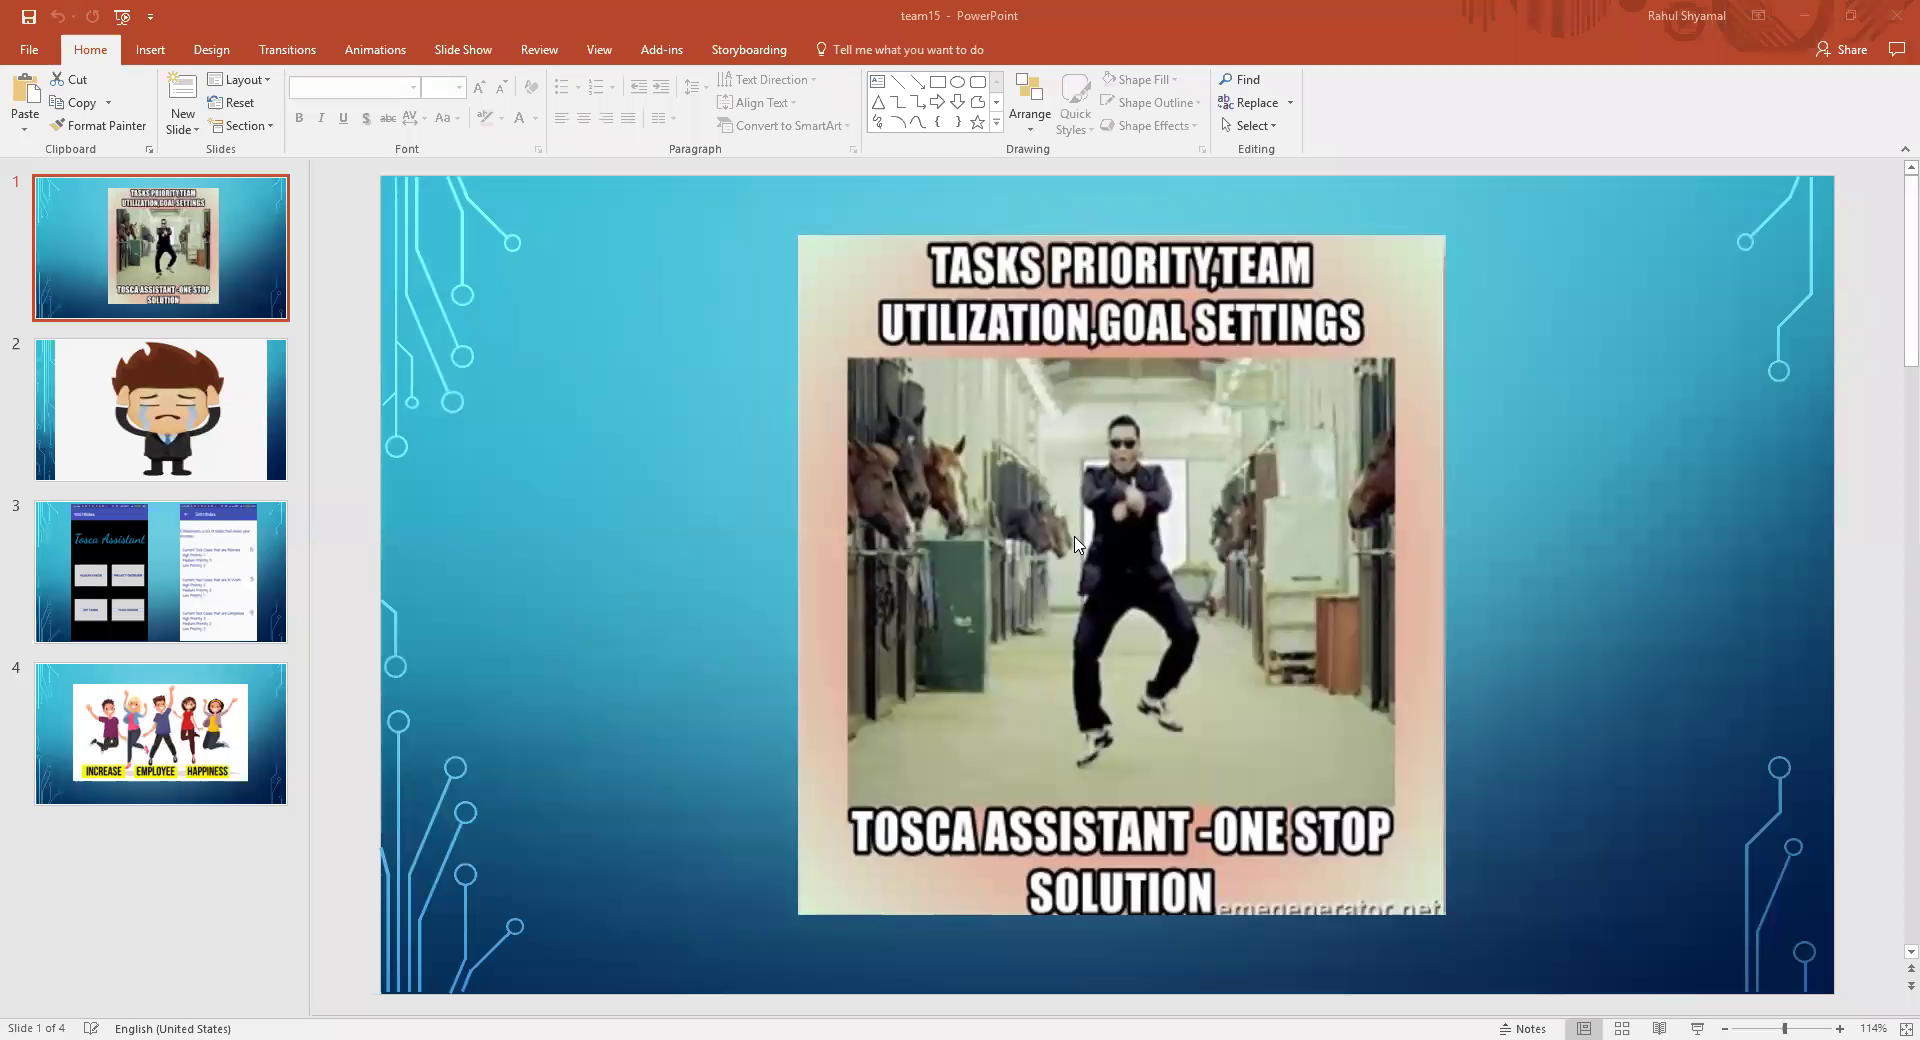 team15 - PowerPoint
Rahul Shyamal
File Home Insert Design Transitions Animations Slide Show Review View Add-ins Storyboarding Tell me what you want to do Share
Paste
Cut
Copy
Format Painter
Clipboard
New Slide
Layout
Reset
Section
Slides
B I U S abc AV Aa A
Font
Text Direction
Align Text
Convert to SmartArt
Paragraph
Arrange
Quick Styles
Shape Fill
Shape Outline
Shape Effects
Drawing
Find
Replace
Select
Editing
1
TASKS PRIORITY,TEAM
UTILIZATION,GOAL SETTINGS
TOSCA ASSISTANT -ONE STOP
SOLUTION
2
3
Tosca Assistant
4
INCREASE EMPLOYEE HAPPINESS
TASKS PRIORITY,TEAM
UTILIZATION,GOAL SETTINGS
TOSCA ASSISTANT -ONE STOP
SOLUTION
emegenerator.net
Slide 1 of 4
English (United States)
Notes
114%